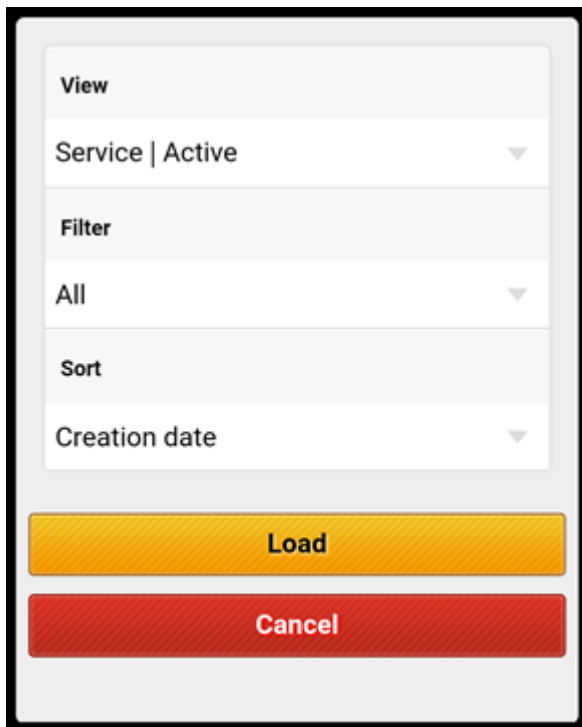 View
Service | Active
Filter
All
Sort
Creation date
Load
Cancel